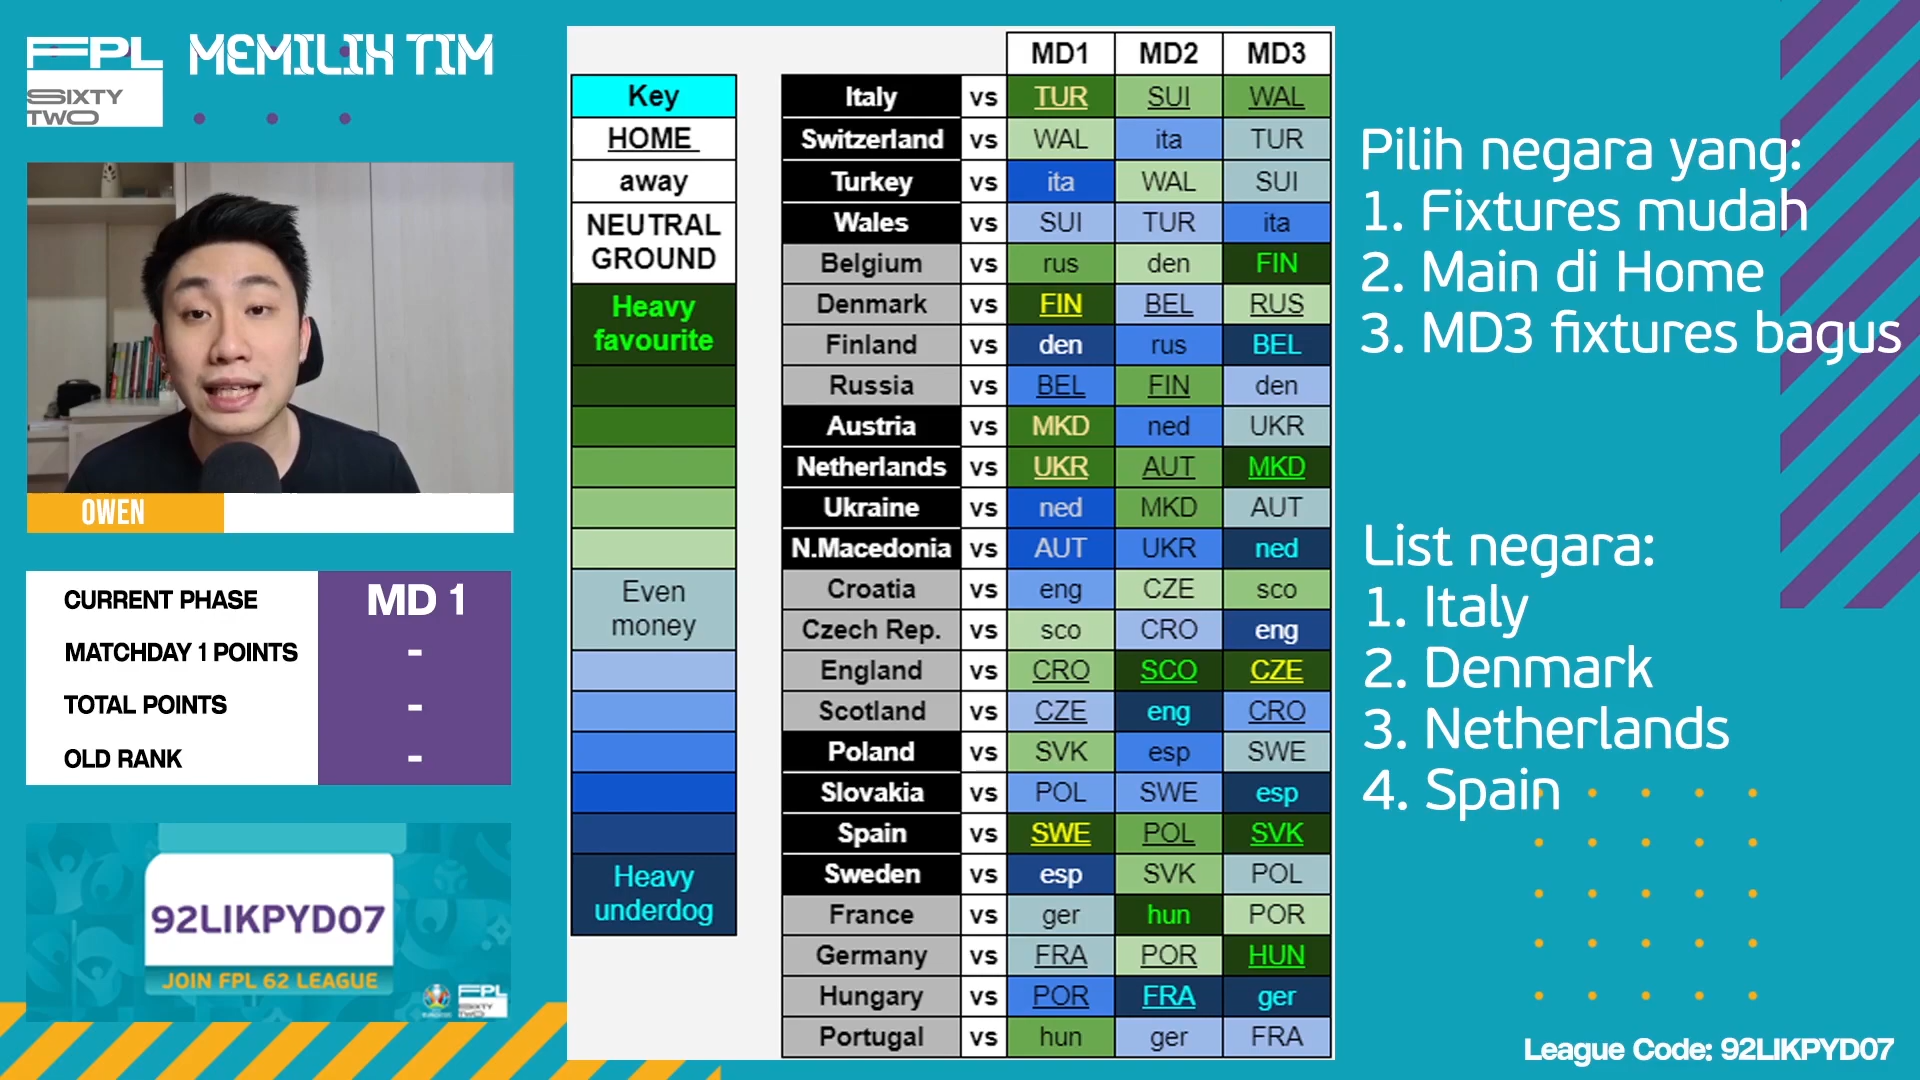 FPL
SIXTY
TWO
MEMILIH TIM
OWEN
CURRENT PHASE MD 1
MATCHDAY 1 POINTS -
TOTAL POINTS -
OLD RANK -
92LIKPYD07
JOIN FPL 62 LEAGUE
FPL
SIXTY
TWO
Key
HOME
away
NEUTRAL
GROUND
Heavy
favourite
Even
money
Heavy
underdog
MD1 MD2 MD3
Italy vs TUR SUI WAL
Switzerland vs WAL ita TUR
Turkey vs ita WAL SUI
Wales vs SUI TUR ita
Belgium vs rus den FIN
Denmark vs FIN BEL RUS
Finland vs den rus BEL
Russia vs BEL FIN den
Austria vs MKD ned UKR
Netherlands vs UKR AUT MKD
Ukraine vs ned MKD AUT
N.Macedonia vs AUT UKR ned
Croatia vs eng CZE sco
Czech Rep. vs sco CRO eng
England vs CRO SCO CZE
Scotland vs CZE eng CRO
Poland vs SVK esp SWE
Slovakia vs POL SWE esp
Spain vs SWE POL SVK
Sweden vs esp SVK POL
France vs ger hun POR
Germany vs FRA POR HUN
Hungary vs POR FRA ger
Portugal vs hun ger FRA
Pilih negara yang:
1. Fixtures mudah
2. Main di Home
3. MD3 fixtures bagus
List negara:
1. Italy
2. Denmark
3. Netherlands
4. Spain
League Code: 92LIKPYD07